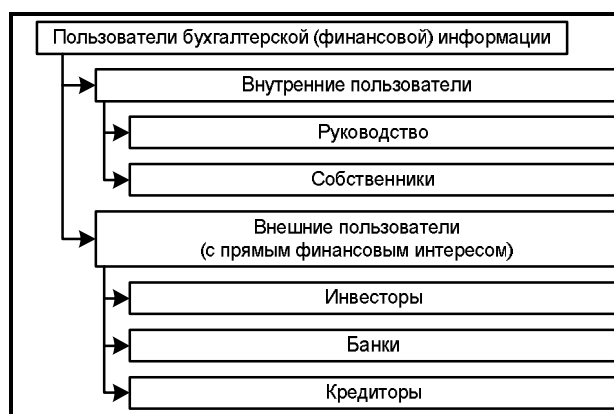 Пользователи бухгалтерской (финансовой) информации
Внутренние пользователи
Руководство
Собственники
Внешние пользователи
(с прямым финансовым интересом)
Инвесторы
Банки
Кредиторы